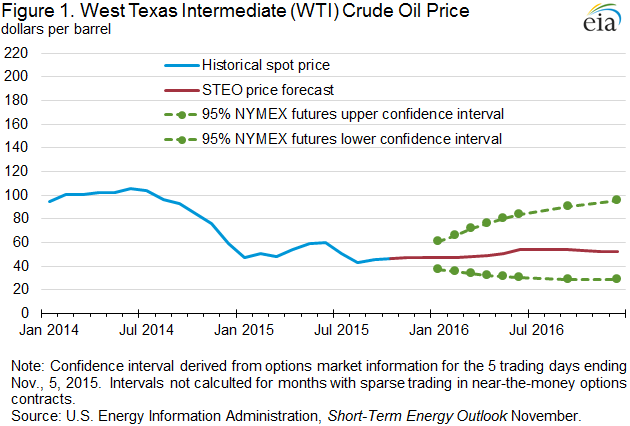 Figure 1. West Texas Intermediate (WTI) Crude Oil Price
dollars per barrel
eia
220
200
180
160
140
120
100
80
60
40
20
0
Historical spot price
STEO price forecast
95% NYMEX futures upper confidence interval
95% NYMEX futures lower confidence interval
Jan 2014
Jul 2014
Jan 2015
Jul 2015
Jan 2016
Jul 2016
Note: Confidence interval derived from options market information for the 5 trading days ending
Nov., 5, 2015. Intervals not calculted for months with sparse trading in near-the-money options
contracts.
Source: U.S. Energy Information Administration, Short-Term Energy Outlook November.